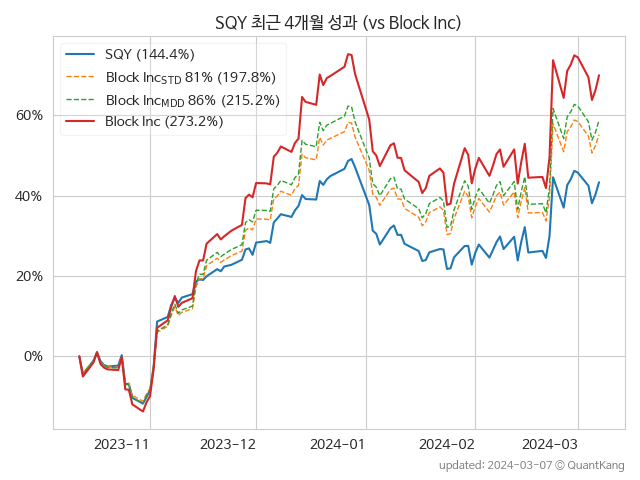 SQY 최근 4개월 성과 (vs Block Inc)
SQY (144.4%)
Block Inc_STD 81% (197.8%)
Block Inc_MDD 86% (215.2%)
Block Inc (273.2%)
60%
40%
20%
0%
2023-11 2023-12 2024-01 2024-02 2024-03
updated: 2024-03-07 © QuantKang